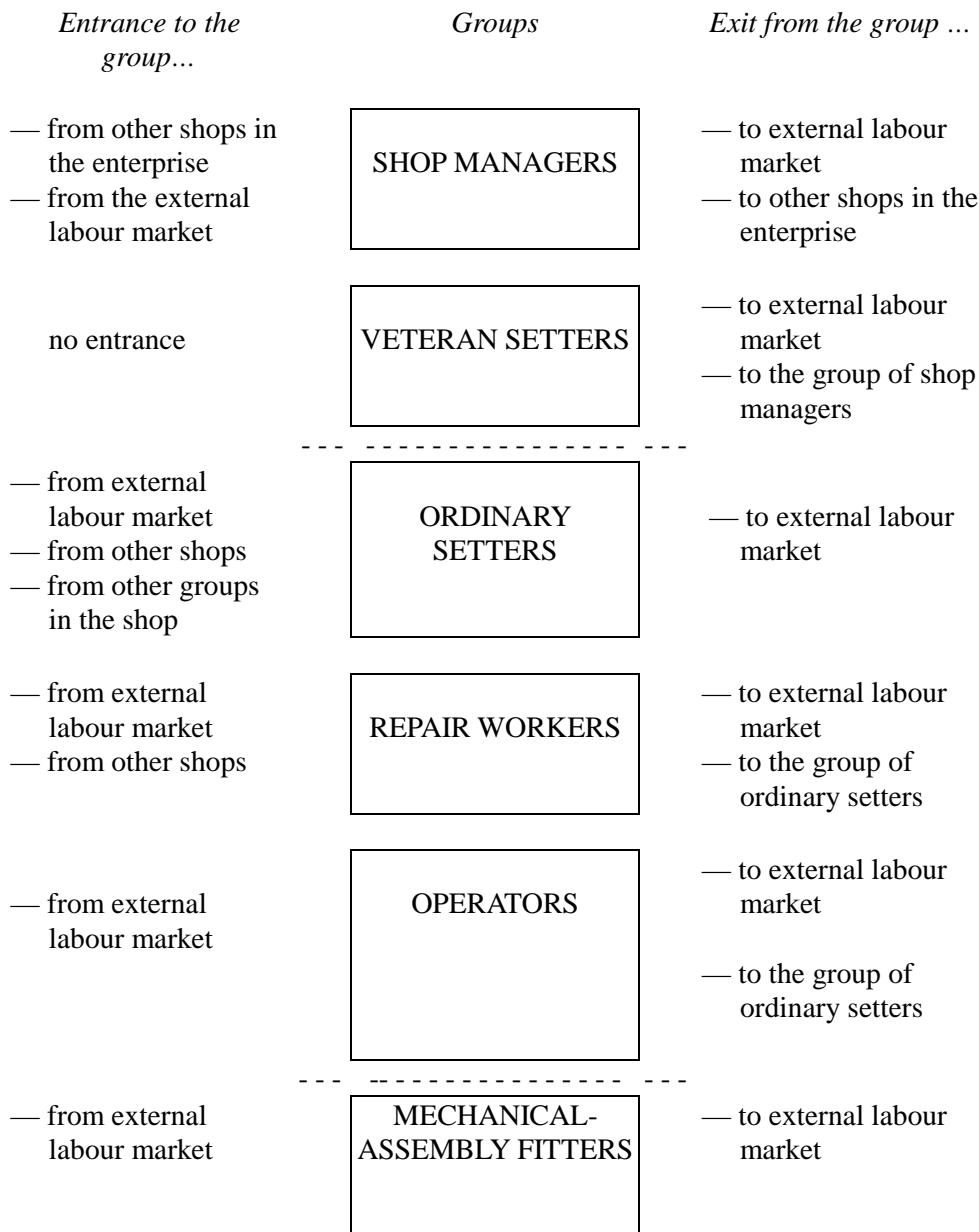 Entrance to the group…
Groups
Exit from the group …
— from other shops in
the enterprise
— from the external
labour market
SHOP MANAGERS
— to external labour
market
— to other shops in the
enterprise
no entrance
VETERAN SETTERS
— to external labour
market
— to the group of shop
managers
— from external
labour market
— from other shops
— from other groups
in the shop
ORDINARY
SETTERS
— to external labour
market
— from external
labour market
— from other shops
REPAIR WORKERS
— to external labour
market
— to the group of
ordinary setters
— from external
labour market
OPERATORS
— to external labour
market
— to the group of
ordinary setters
— from external
labour market
MECHANICAL-
ASSEMBLY FITTERS
— to external labour
market